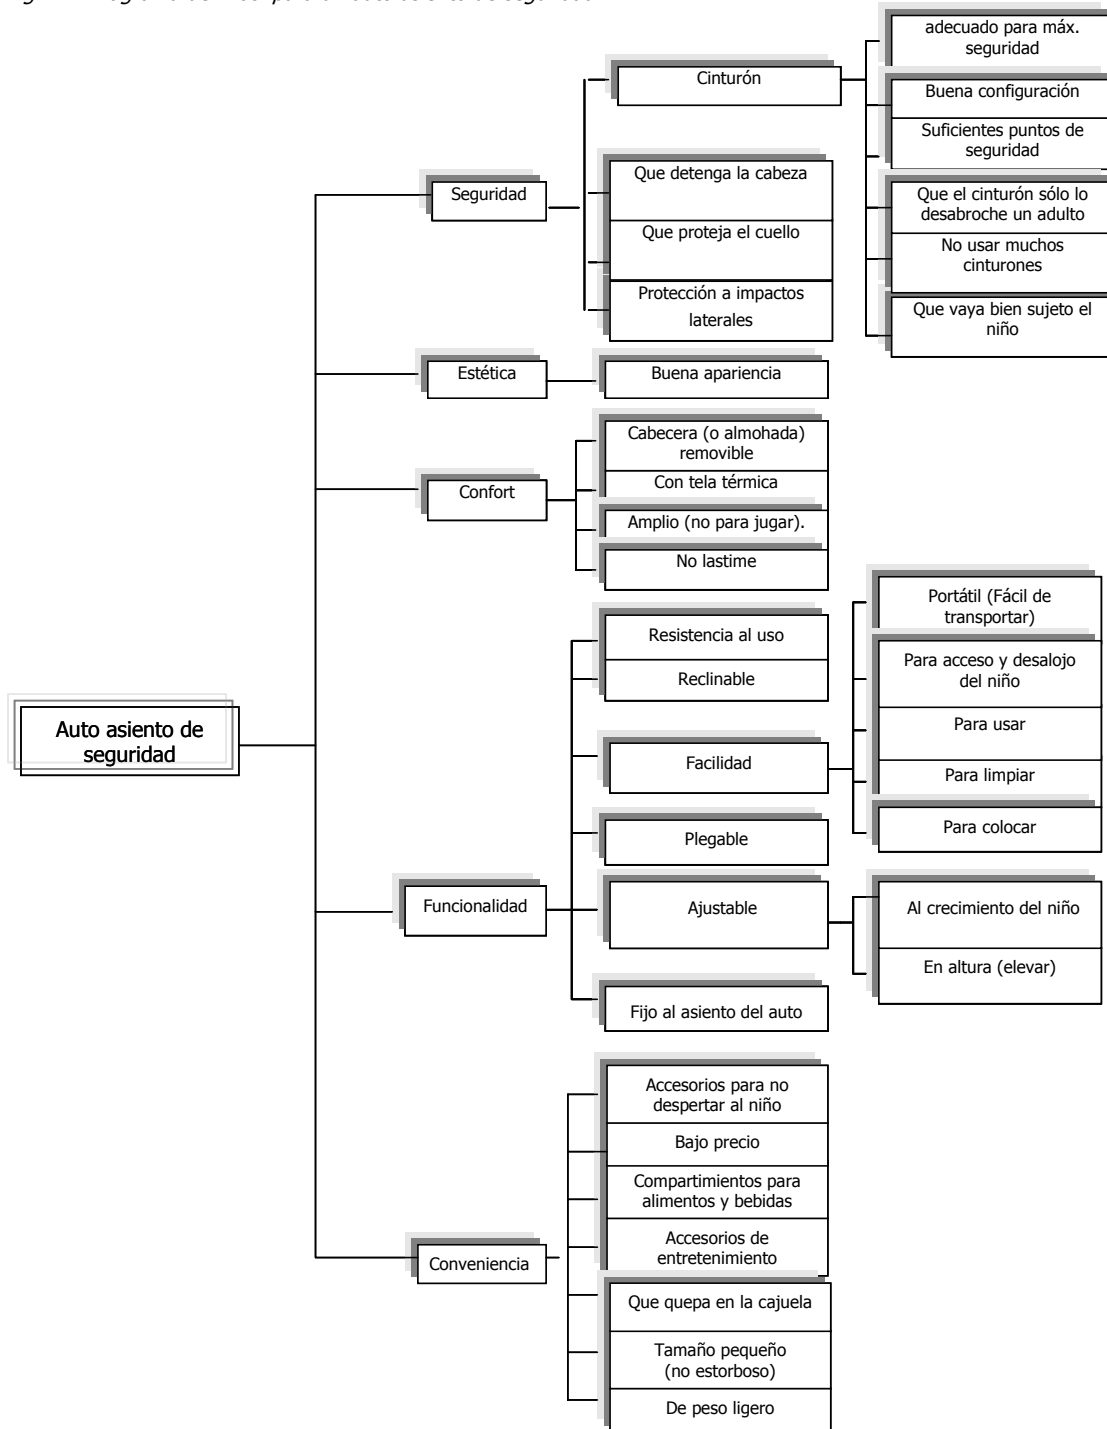 adecuado para máx.
seguridad
Cinturón
Buena configuración
Suficientes puntos de
seguridad
Que detenga la cabeza
Seguridad
Que el cinturón sólo lo
desabroche un adulto
Que proteja el cuello
No usar muchos
cinturones
Protección a impactos
laterales
Que vaya bien sujeto el
niño
Estética
Buena apariencia
Cabecera (o almohada)
removible
Con tela térmica
Confort
Amplio (no para jugar).
No lastime
Portátil (Fácil de
transportar)
Resistencia al uso
Para acceso y desalojo
del niño
Reclinable
Auto asiento de
seguridad
Para usar
Facilidad
Para limpiar
Para colocar
Plegable
Funcionalidad
Ajustable
Al crecimiento del niño
En altura (elevar)
Fijo al asiento del auto
Accesorios para no
despertar al niño
Bajo precio
Compartimientos para
alimentos y bebidas
Accesorios de
entretenimiento
Conveniencia
Que quepa en la cajuela
Tamaño pequeño
(no estorboso)
De peso ligero